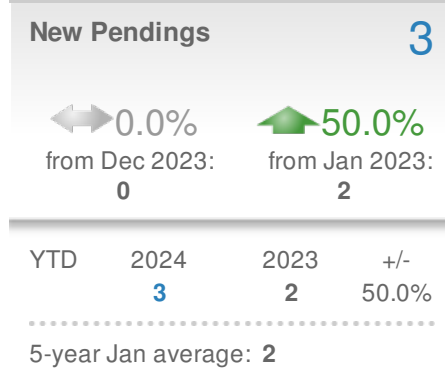 New Pendings 3
0.0% 50.0%
from Dec 2023: from Jan 2023:
0 2
YTD 2024 2023 +/-
3 2 50.0%
5-year Jan average: 2